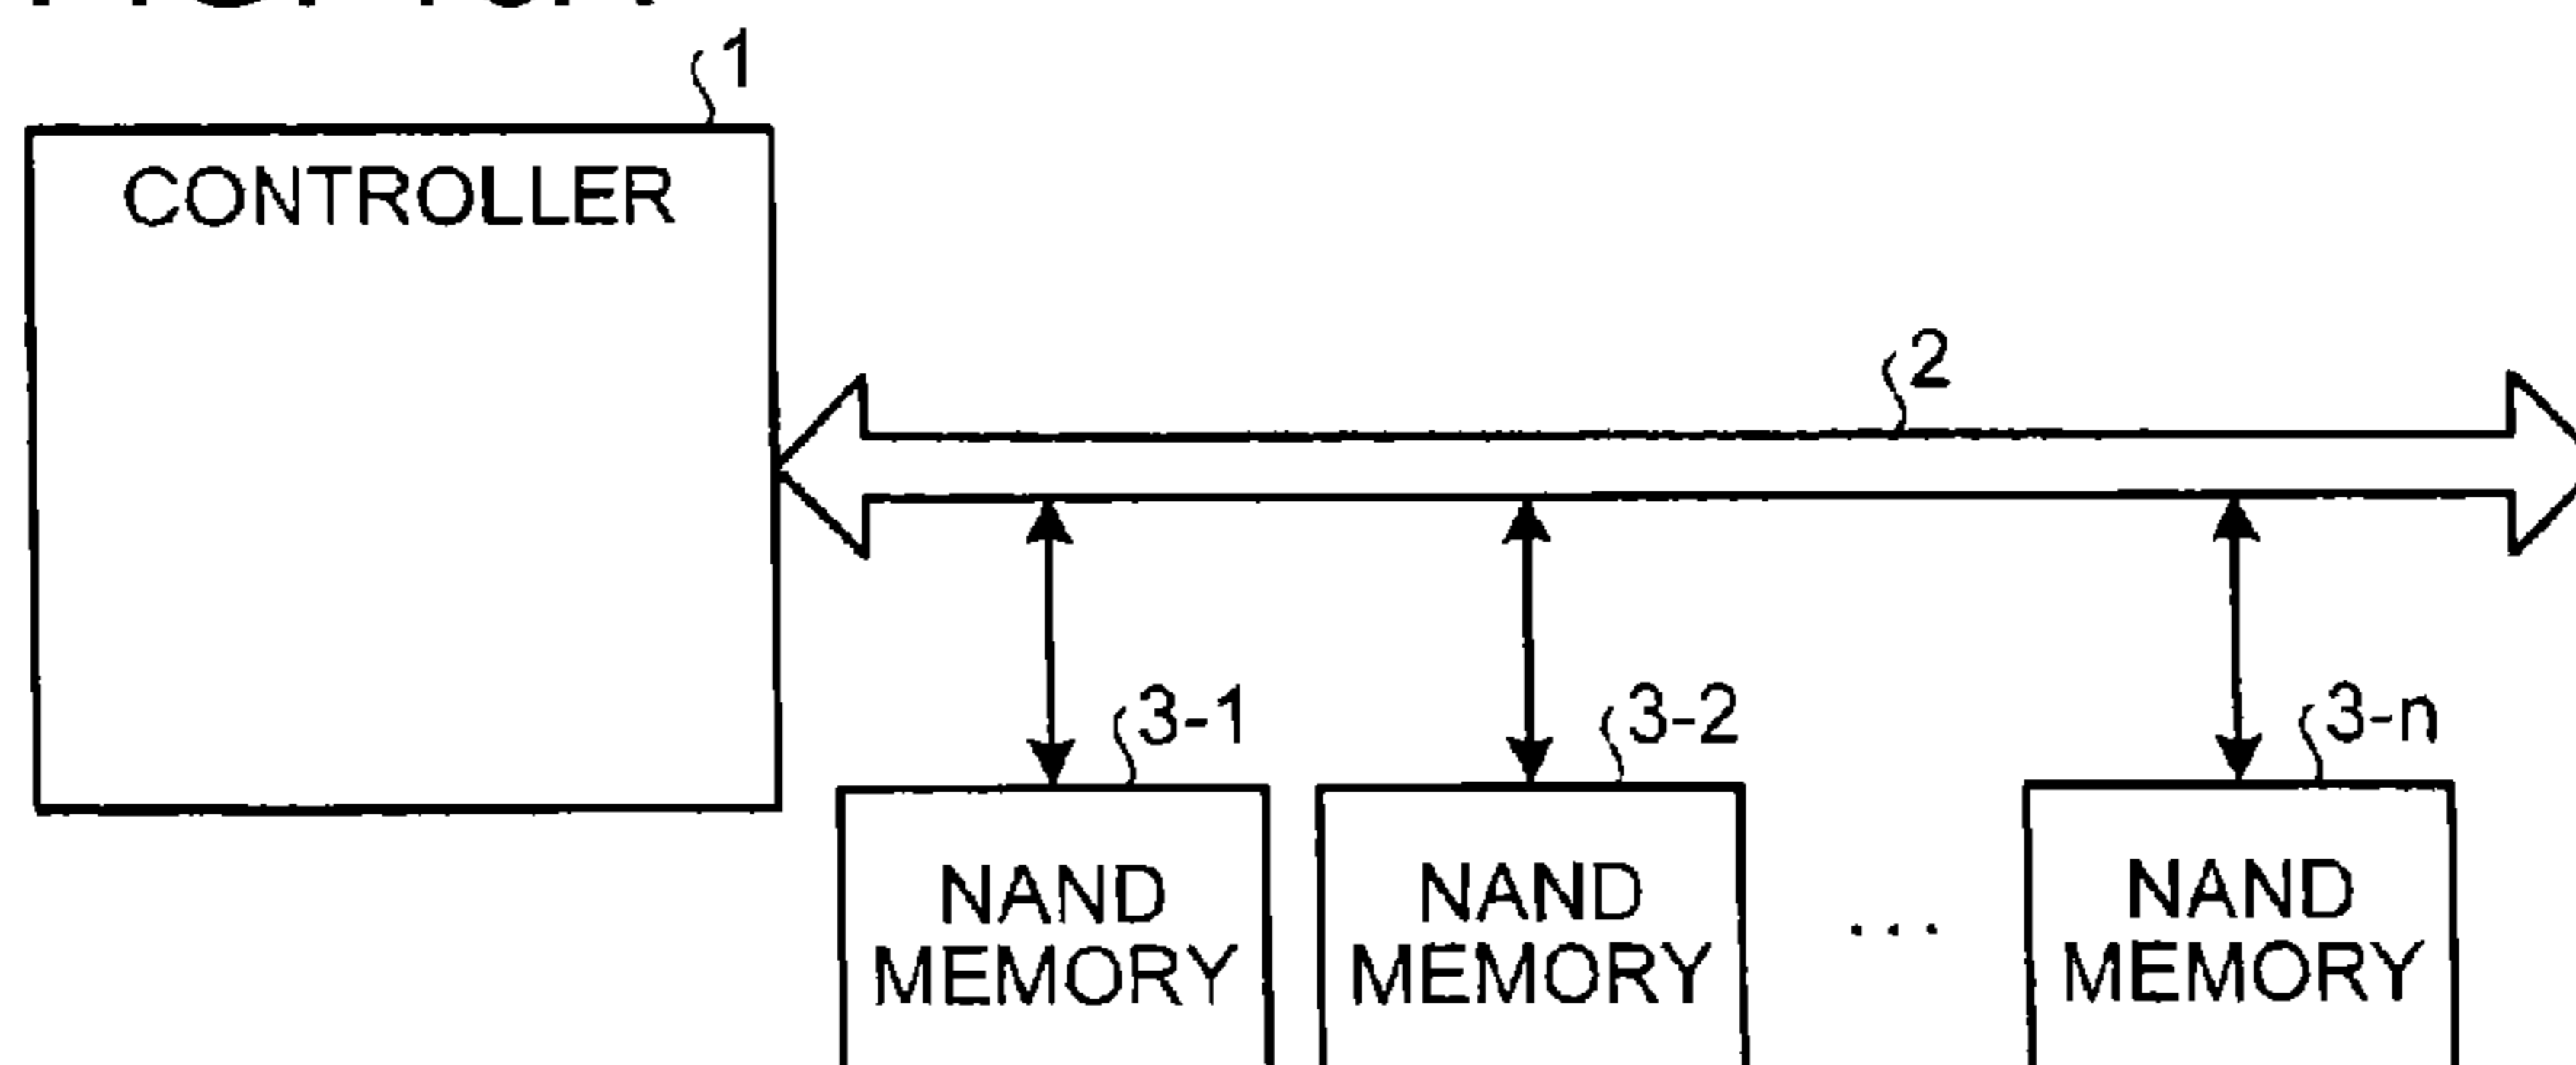 1
CONTROLLER
2
3-1
3-2
3-n
NAND
MEMORY
NAND
MEMORY
...
NAND
MEMORY